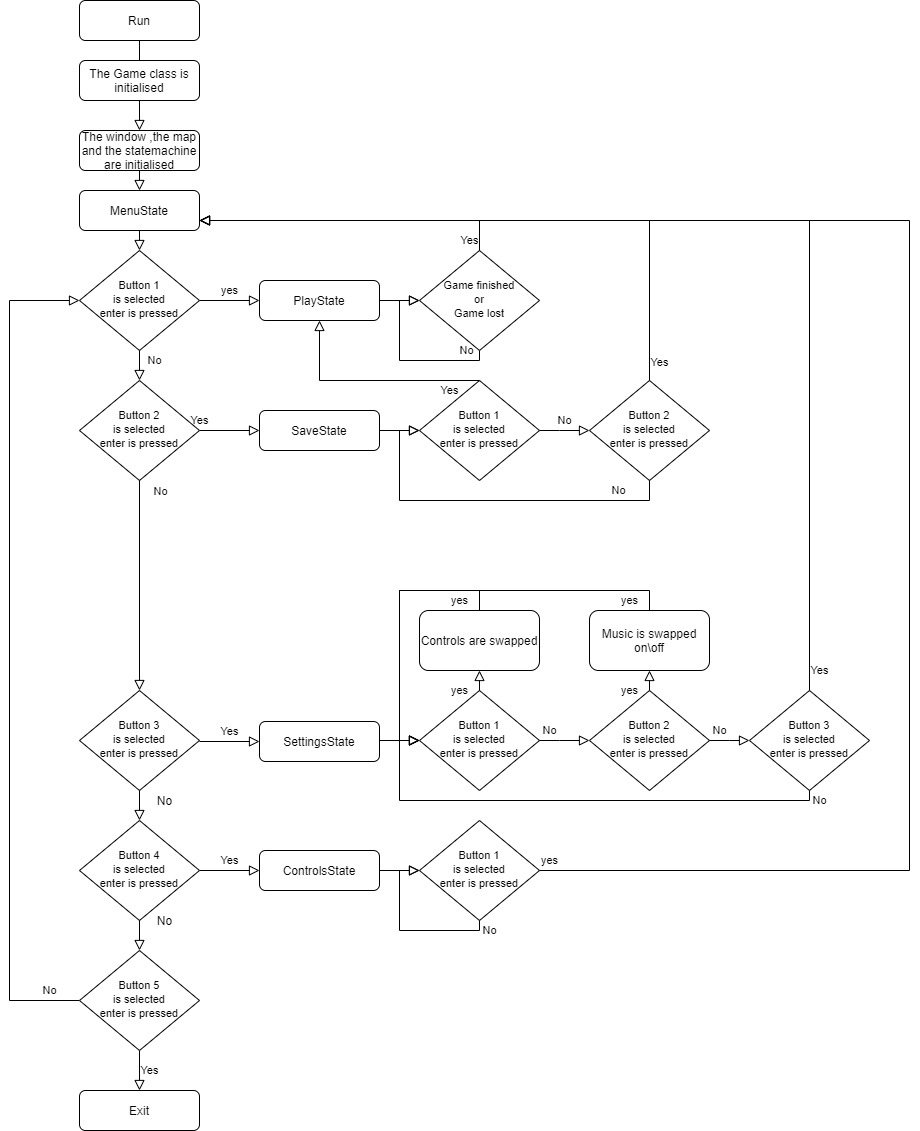 Run
The Game class is
initialised
The window ,the map
and the statemachine
are initialised
MenuState
Yes
Button 1
is selected
enter is pressed
yes
PlayState
Game finished
or
Game lost
No
No
Yes
Button 2
is selected
enter is pressed
Yes
SaveState
Yes
Button 1
is selected
enter is pressed
No
Button 2
is selected
enter is pressed
No
No
yes
yes
Controls are swapped
Music is swapped
on\off
Yes
yes
yes
Button 3
is selected
enter is pressed
Yes
SettingsState
Button 1
is selected
enter is pressed
No
Button 2
is selected
enter is pressed
No
Button 3
is selected
enter is pressed
No
No
Button 4
is selected
enter is pressed
Yes
ControlsState
Button 1
is selected
enter is pressed
yes
No
No
No
Button 5
is selected
enter is pressed
Yes
Exit